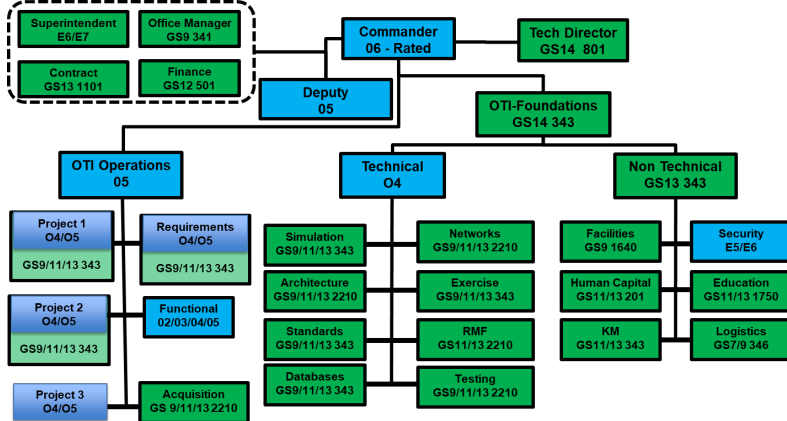 Superintendent
E6/E7
Office Manager
GS9 341
Contract
GS13 1101
Finance
GS12 501
Commander
06 - Rated
Tech Director
GS14  801
Deputy
05
OTI-Foundations
GS14 343
OTI Operations
05
Technical
O4
Non Technical
GS13 343
Project 1
O4/O5
GS9/11/13 343
Requirements
O4/O5
GS9/11/13 343
Project 2
O4/O5
GS9/11/13 343
Functional
02/03/04/05
Project 3
O4/O5
Acquisition
GS 9/11/13 2210
Simulation
GS9/11/13 343
Networks
GS9/11/13 2210
Architecture
GS9/11/13 2210
Exercise
GS9/11/13 343
Standards
GS9/11/13 343
RMF
GS11/13 2210
Databases
GS9/11/13 343
Testing
GS9/11/13 2210
Facilities
GS9 1640
Security
E5/E6
Human Capital
GS11/13 201
Education
GS11/13 1750
KM
GS11/13 343
Logistics
GS7/9 346